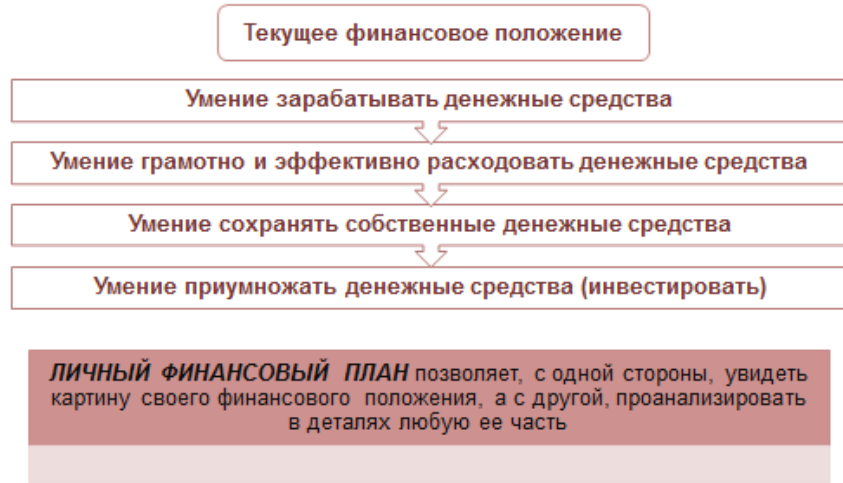 Текущее финансовое положение
Умение зарабатывать денежные средства
Умение грамотно и эффективно расходовать денежные средства
Умение сохранять собственные денежные средства
Умение приумножать денежные средства (инвестировать)
ЛИЧНЫЙ ФИНАНСОВЫЙ ПЛАН позволяет, с одной стороны, увидеть
картину своего финансового положения, а с другой, проанализировать
в деталях любую ее часть